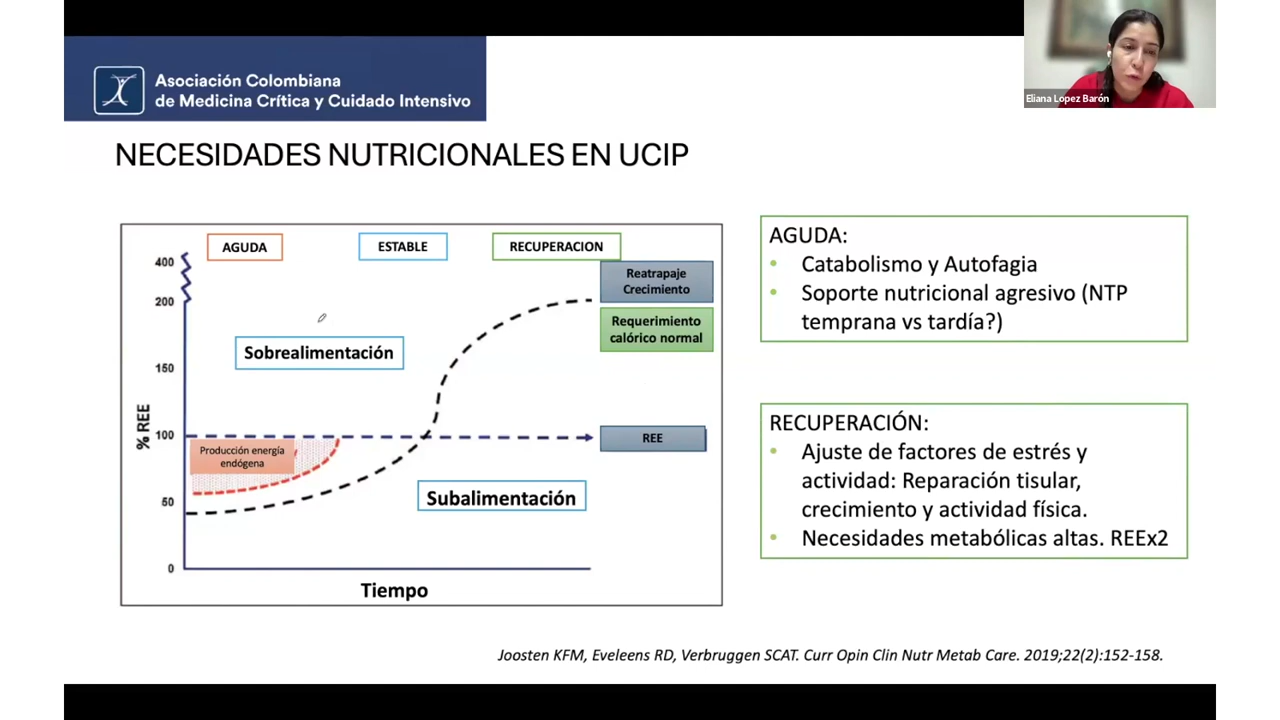 Asociación Colombiana
de Medicina Crítica y Cuidado Intensivo
Eliana Lopez Barón
NECESIDADES NUTRICIONALES EN UCIP
AGUDA
ESTABLE
RECUPERACION
400
200
150
100
50
0
% REE
Reatrapaje
Crecimiento
Requerimiento
calórico normal
Sobrealimentación
Producción energía
endógena
REE
Subalimentación
Tiempo
AGUDA:
• Catabolismo y Autofagia
• Soporte nutricional agresivo (NTP
temprana vs tardía?)
RECUPERACIÓN:
• Ajuste de factores de estrés y
actividad: Reparación tisular,
crecimiento y actividad física.
• Necesidades metabólicas altas. REEx2
Joosten KFM, Eveleens RD, Verbruggen SCAT. Curr Opin Clin Nutr Metab Care. 2019;22(2):152-158.